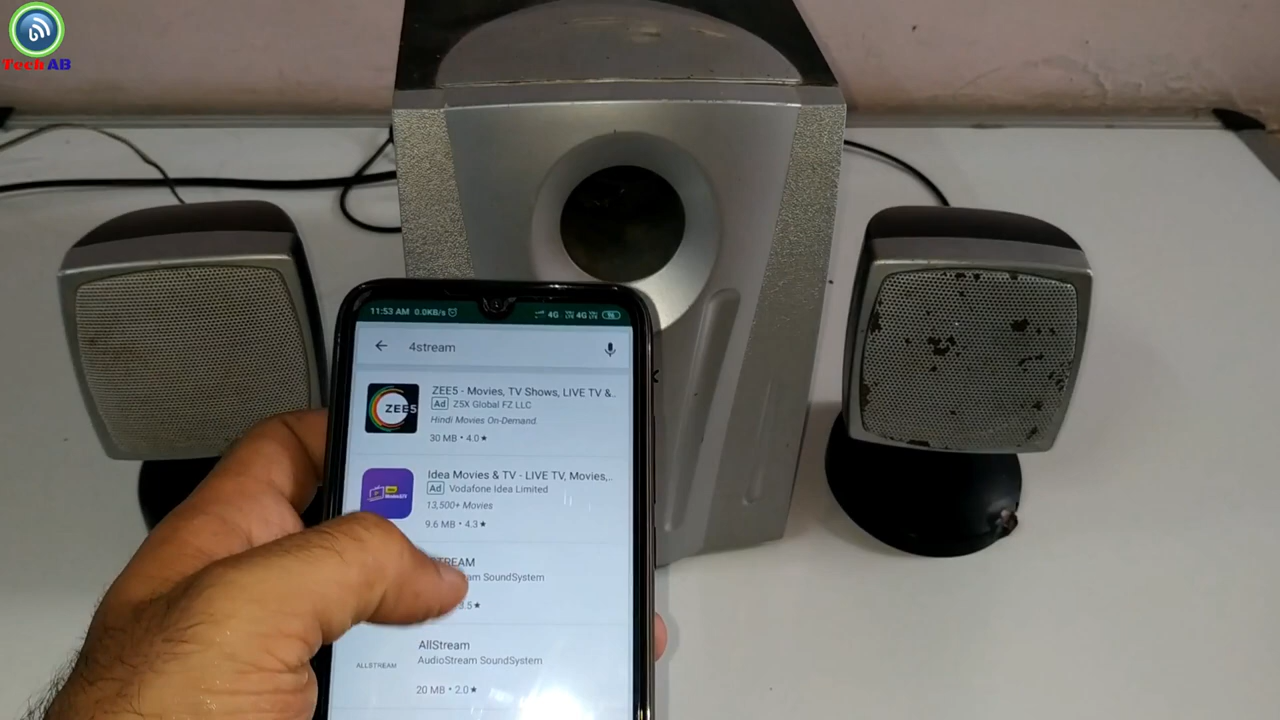 Tech AB
11:53 AM 0.0KB/s
4G 4G 96
4stream
ZEE5
ZEE5 - Movies, TV Shows, LIVE TV &..
Ad Z5X Global FZ LLC
Hindi Movies On-Demand.
30 MB • 4.0★
Idea Movies & TV - LIVE TV, Movies,..
Ad Vodafone Idea Limited
13,500+ Movies
9.6 MB • 4.3★
SoundSystem
3.5★
AllStream
ALLSTREAM
AudioStream SoundSystem
20 MB • 2.0★